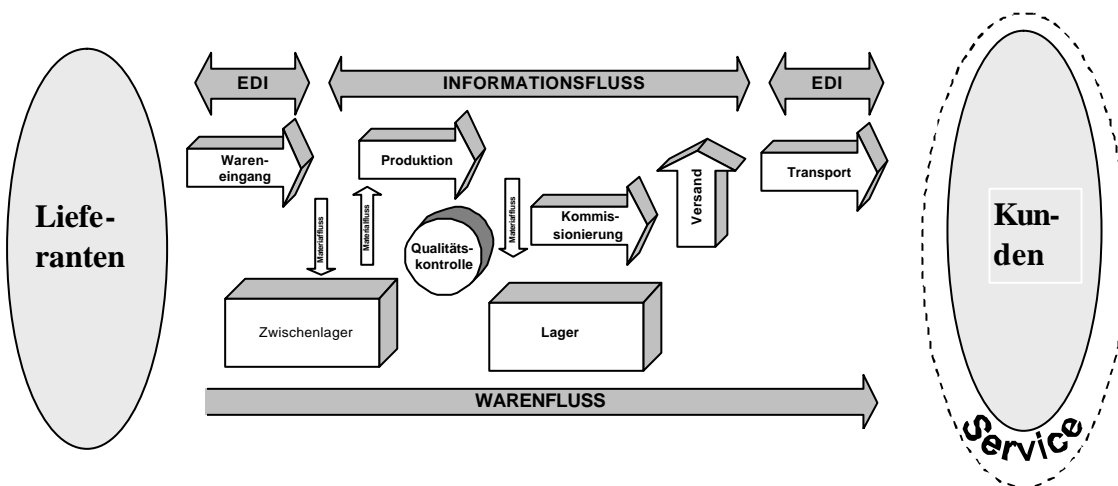 EDI
INFORMATIONSFLUSS
EDI
Waren-
eingang
Produktion
Transport
Materialfluss
Materialfluss
Materialfluss
Versand
Kommis-
sionierung
Liefe-
ranten
Qualitäts-
kontrolle
Kun-
den
Zwischenlager
Lager
WARENFLUSS
Service